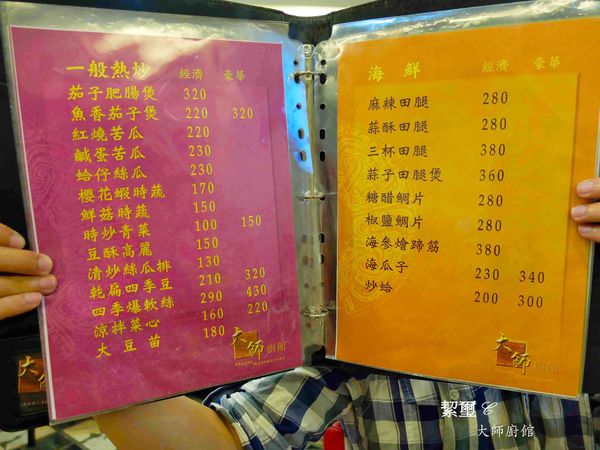 一般熱炒 經濟 豪華
茄子肥腸煲 320
魚香茄子煲 220 320
紅燒苦瓜 220
鹹蛋苦瓜 230
蛤仔絲瓜 230
櫻花蝦時蔬 170
鮮菇時蔬 150
時炒青菜 100 150
豆酥高麗 150
清炒絲瓜排 130
乾扁四季豆 210 320
四季爆軟絲 290 430
涼拌菜心 160 220
大豆苗 180
大師廚館
海鮮 經濟 豪華
麻辣田腿 280
蒜酥田腿 280
三杯田腿 380
蒜子田腿煲 360
糖醋鯛片 280
椒鹽鯛片 280
海參燴蹄筋 380
海瓜子 230 340
炒蛤 200 300
大師廚館
大師
絜璽
大師廚館